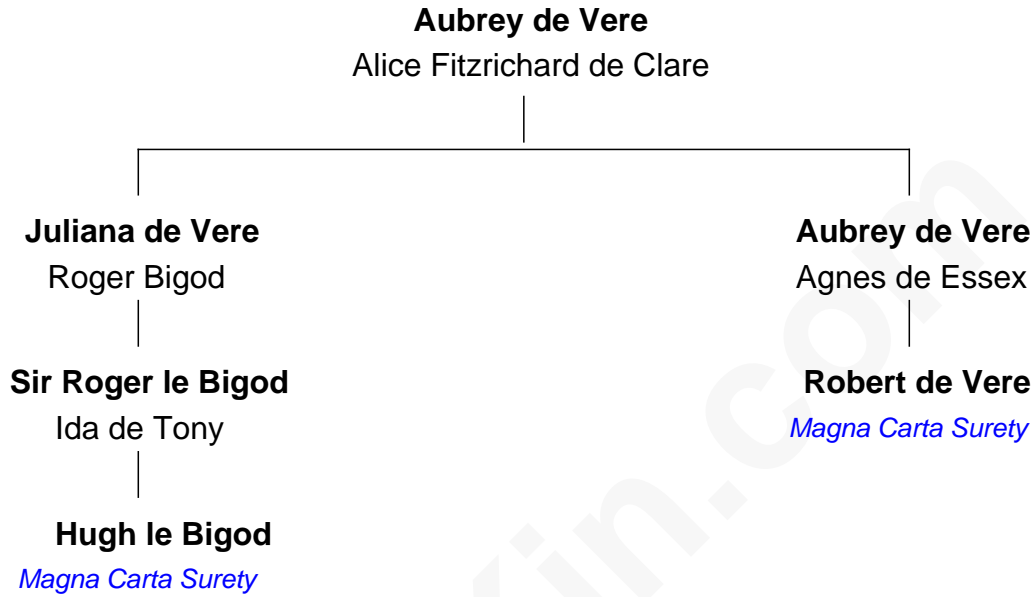 Aubrey de Vere
Alice Fitzrichard de Clare
Juliana de Vere
Roger Bigod
Aubrey de Vere
Agnes de Essex
Sir Roger le Bigod
Ida de Tony
Robert de Vere
Magna Carta Surety
Hugh le Bigod
Magna Carta Surety